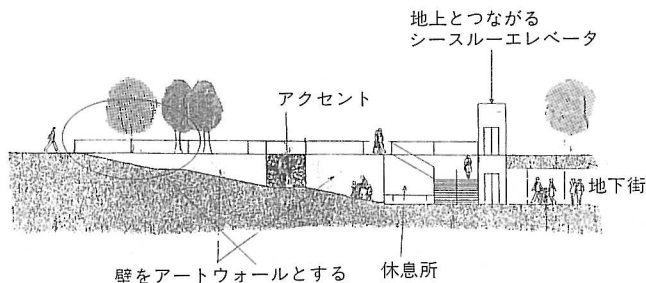 地上とつながる
シースルーエレベータ
アクセント
地下街
壁をアートウォールとする
休息所